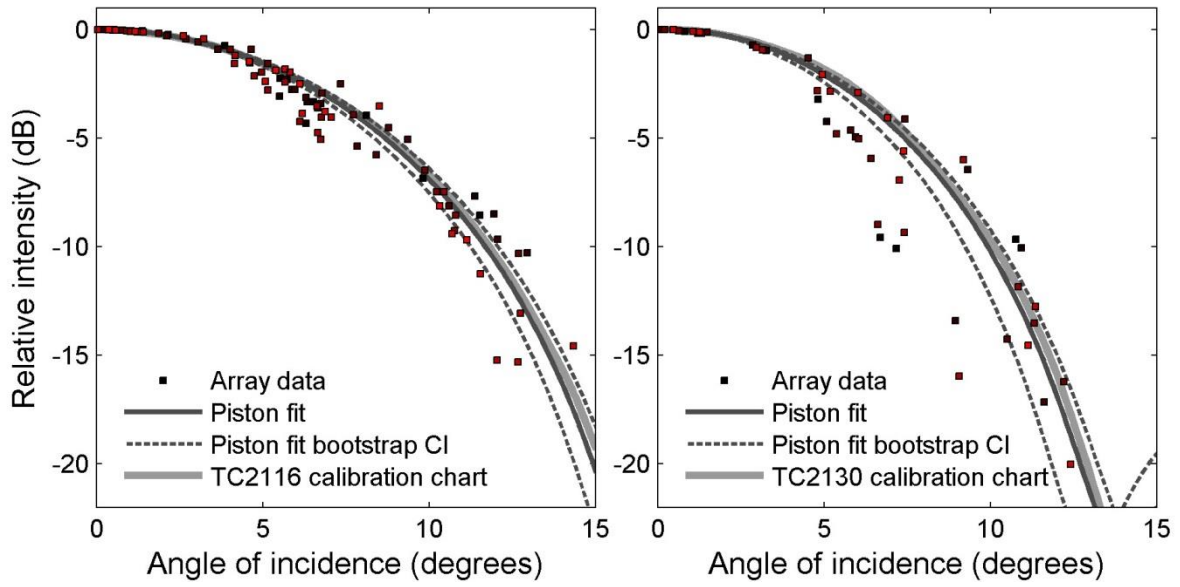 Relative intensity (dB)
0
-5
-10
-15
-20
Array data
Piston fit
Piston fit bootstrap CI
TC2116 calibration chart
0
5
10
15
Angle of incidence (degrees)
0
-5
-10
-15
-20
Array data
Piston fit
Piston fit bootstrap CI
TC2130 calibration chart
0
5
10
15
Angle of incidence (degrees)